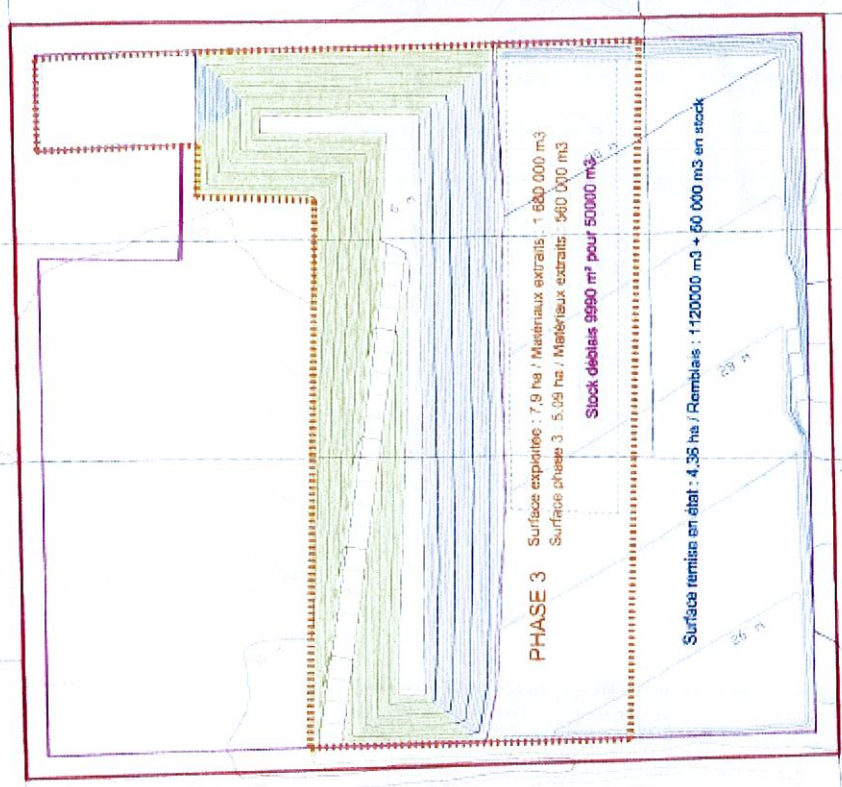 PHASE 3
Surface exploitée : 7,9 ha / Matériaux extraits : 1 680 000 m3
Surface phase 3 : 5.09 ha / Matériaux extraits : 560 000 m3
Stock déblais 9990 m² pour 50000 m3
Surface remise en état : 4,36 ha / Remblais : 1120000 m3 + 60 000 m3 en stock
29 m
26 m